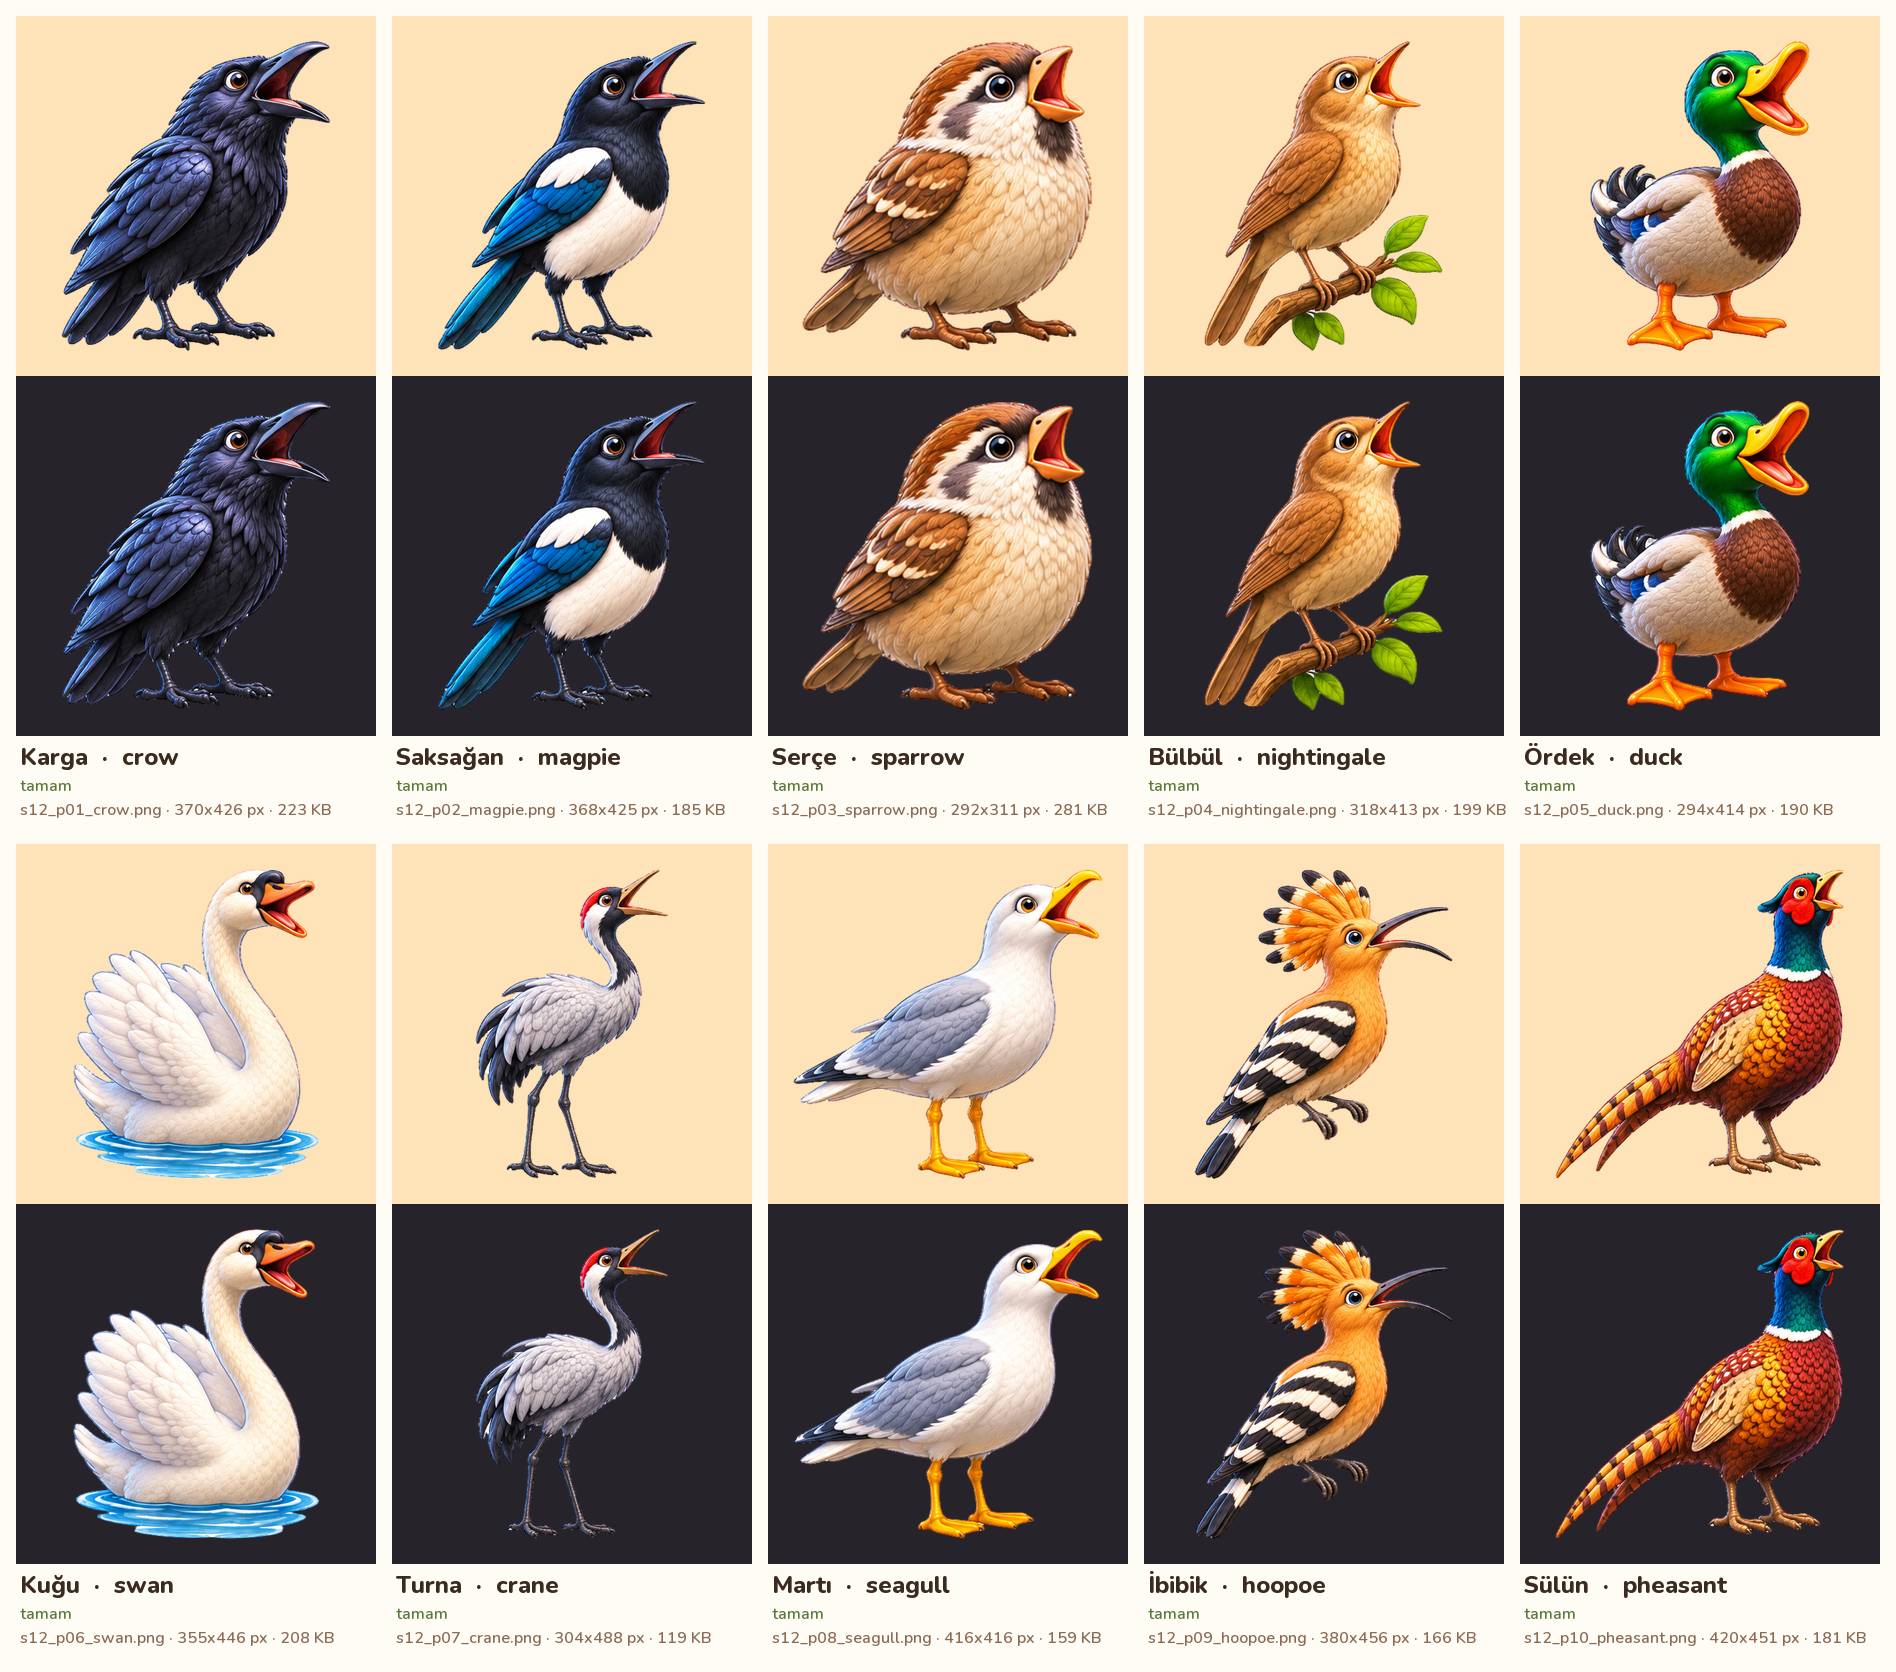 Karga · crow
tamam
s12_p01_crow.png · 370x426 px · 223 KB
Saksağan · magpie
tamam
s12_p02_magpie.png · 368x425 px · 185 KB
Serçe · sparrow
tamam
s12_p03_sparrow.png · 292x311 px · 281 KB
Bülbül · nightingale
tamam
s12_p04_nightingale.png · 318x413 px · 199 KB
Ördek · duck
tamam
s12_p05_duck.png · 294x414 px · 190 KB
Kuğu · swan
tamam
s12_p06_swan.png · 355x446 px · 208 KB
Turna · crane
tamam
s12_p07_crane.png · 304x488 px · 119 KB
Martı · seagull
tamam
s12_p08_seagull.png · 416x416 px · 159 KB
İbibik · hoopoe
tamam
s12_p09_hoopoe.png · 380x456 px · 166 KB
Sülün · pheasant
tamam
s12_p10_pheasant.png · 420x451 px · 181 KB